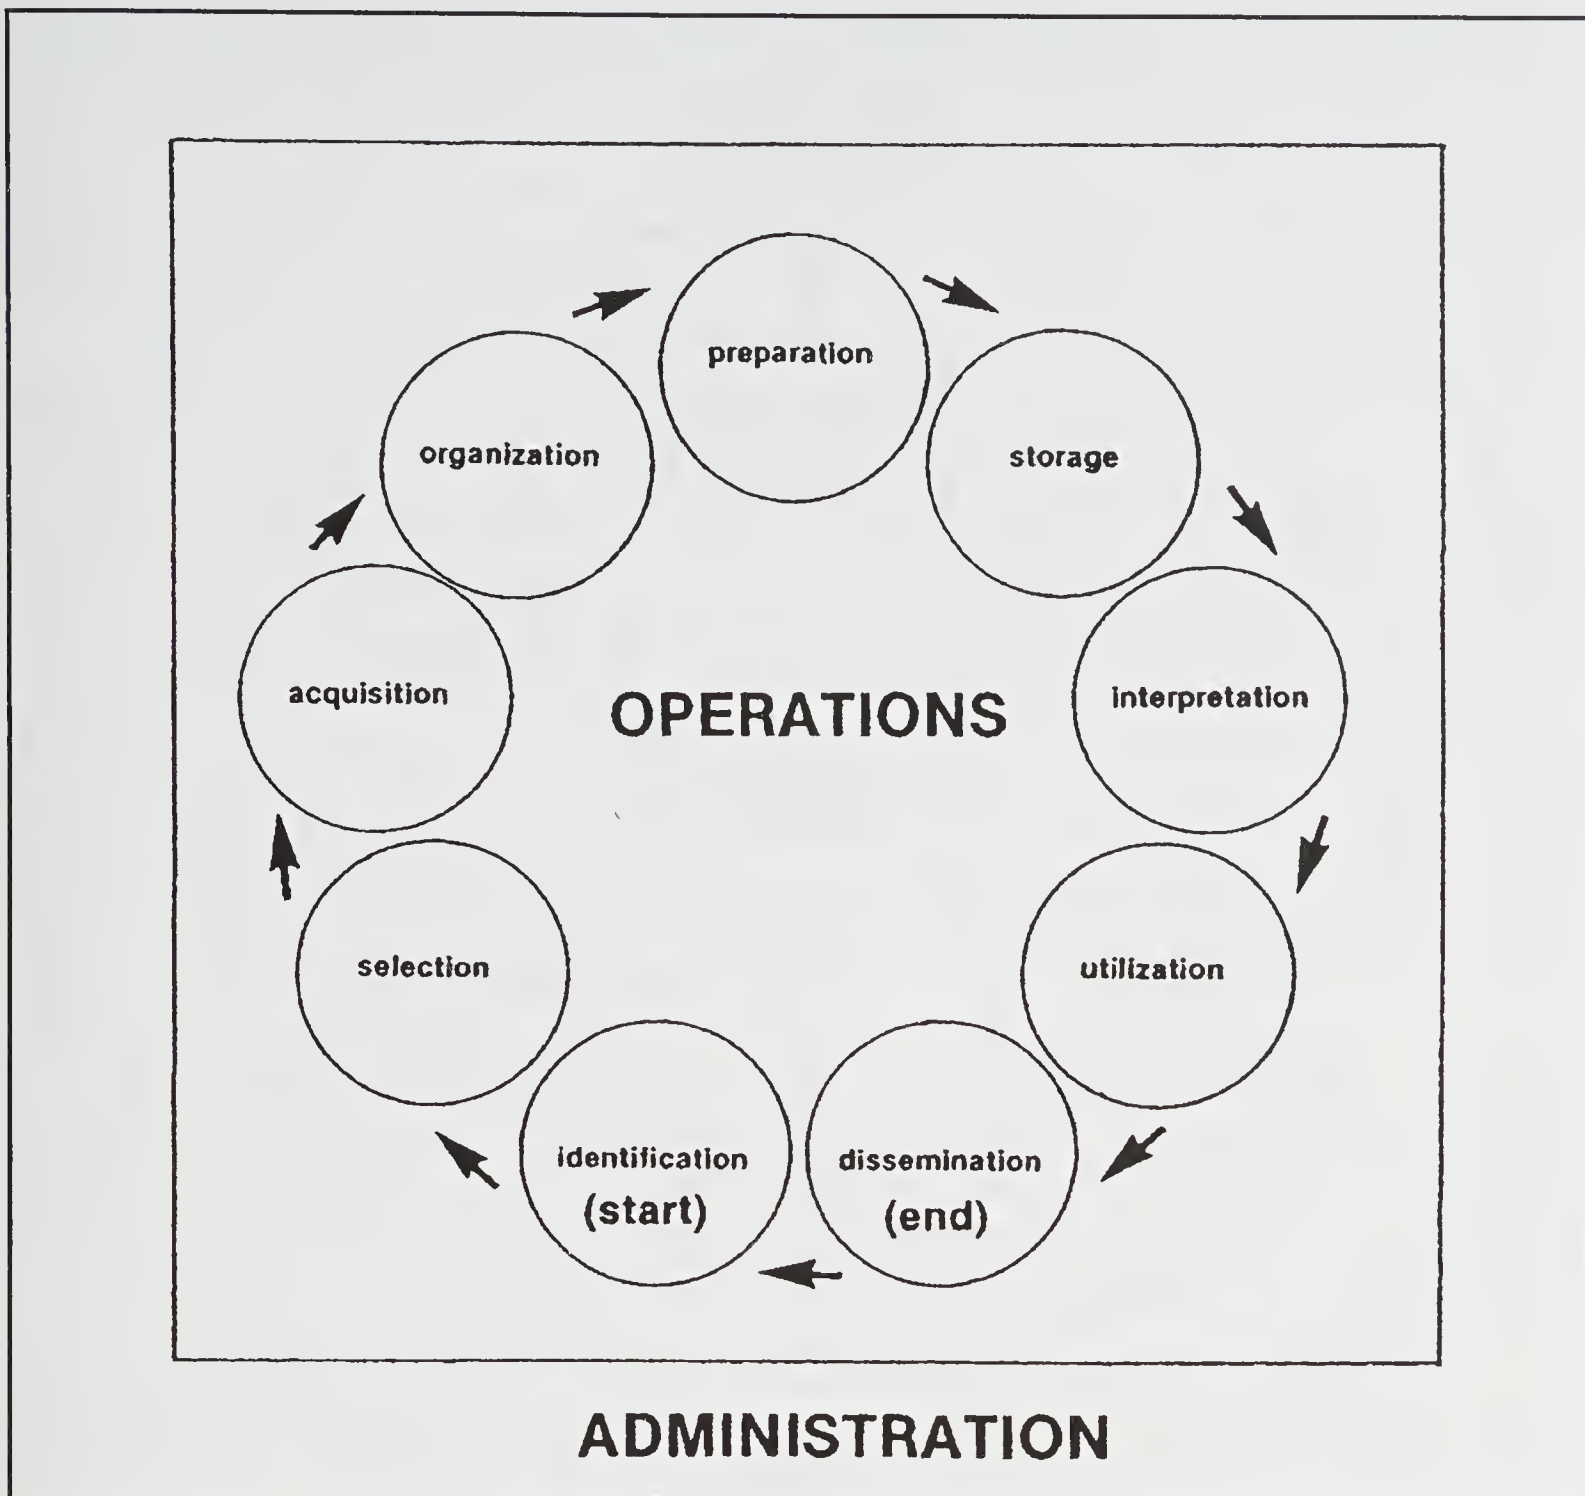 preparation
organization
storage
acquisition
OPERATIONS
interpretation
selection
utilization
identification
(start)
dissemination
(end)
ADMINISTRATION